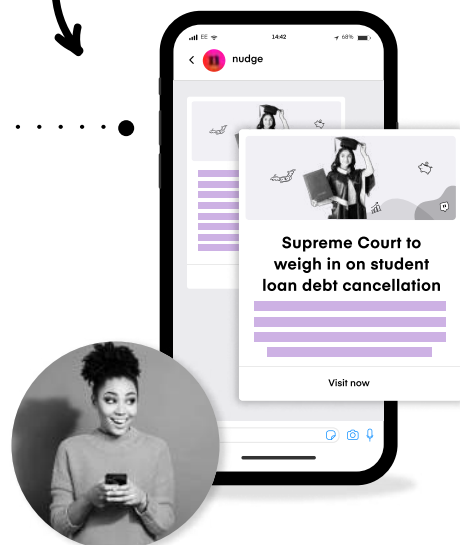 EE 14:42 68%
nudge
Supreme Court to
weigh in on student
loan debt cancellation
Visit now